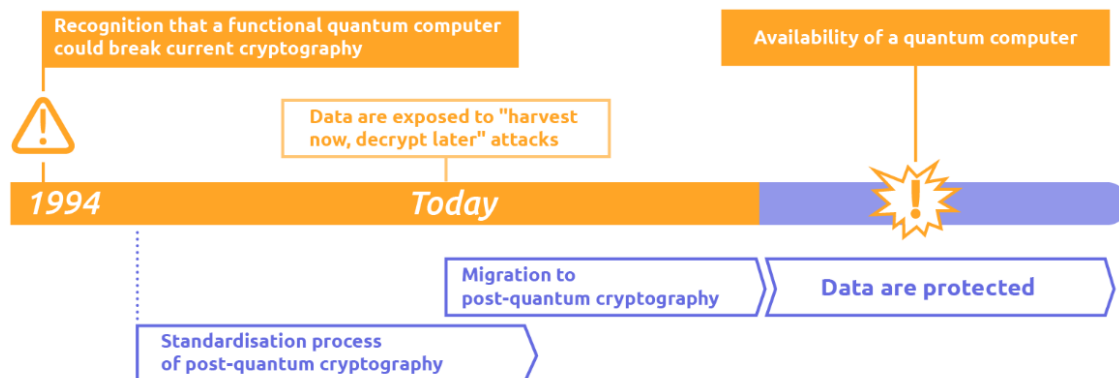 Recognition that a functional quantum computer
could break current cryptography
Availability of a quantum computer
Data are exposed to "harvest
now, decrypt later" attacks
1994
Today
Migration to
post-quantum cryptography
Data are protected
Standardisation process
of post-quantum cryptography